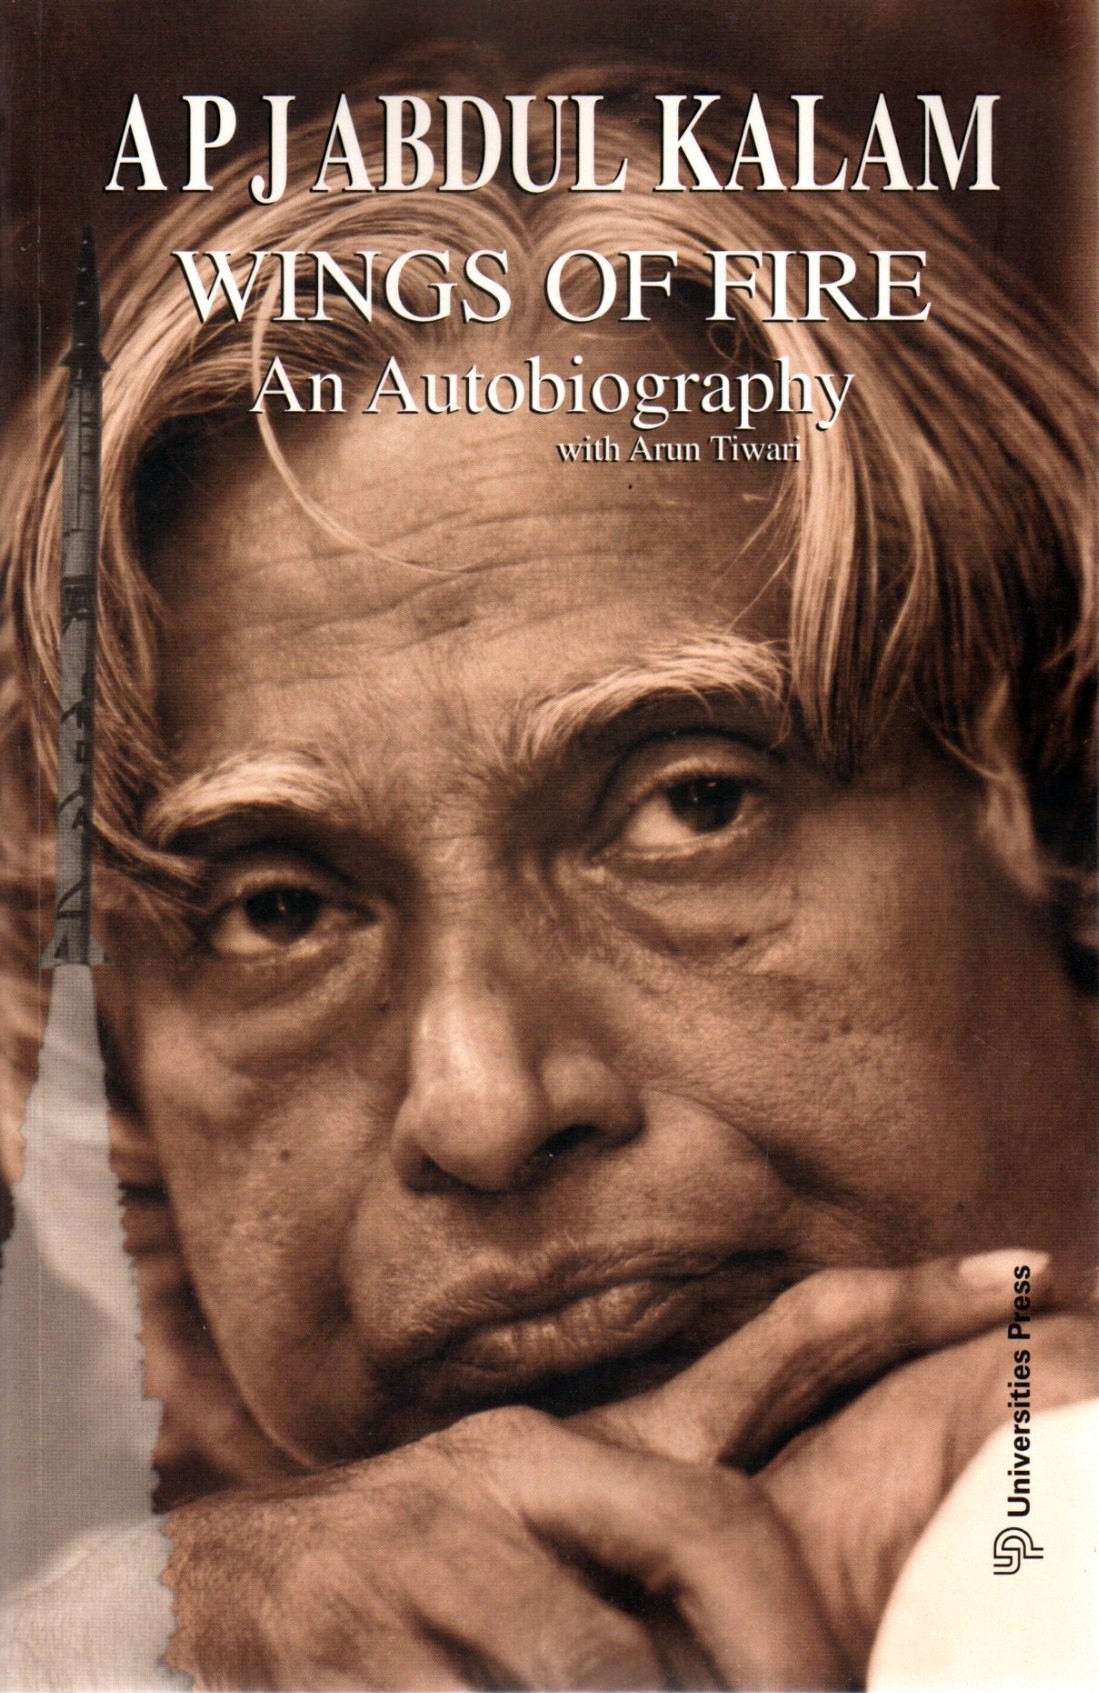 A P J ABDUL KALAM
WINGS OF FIRE
An Autobiography
with Arun Tiwari
Universities Press